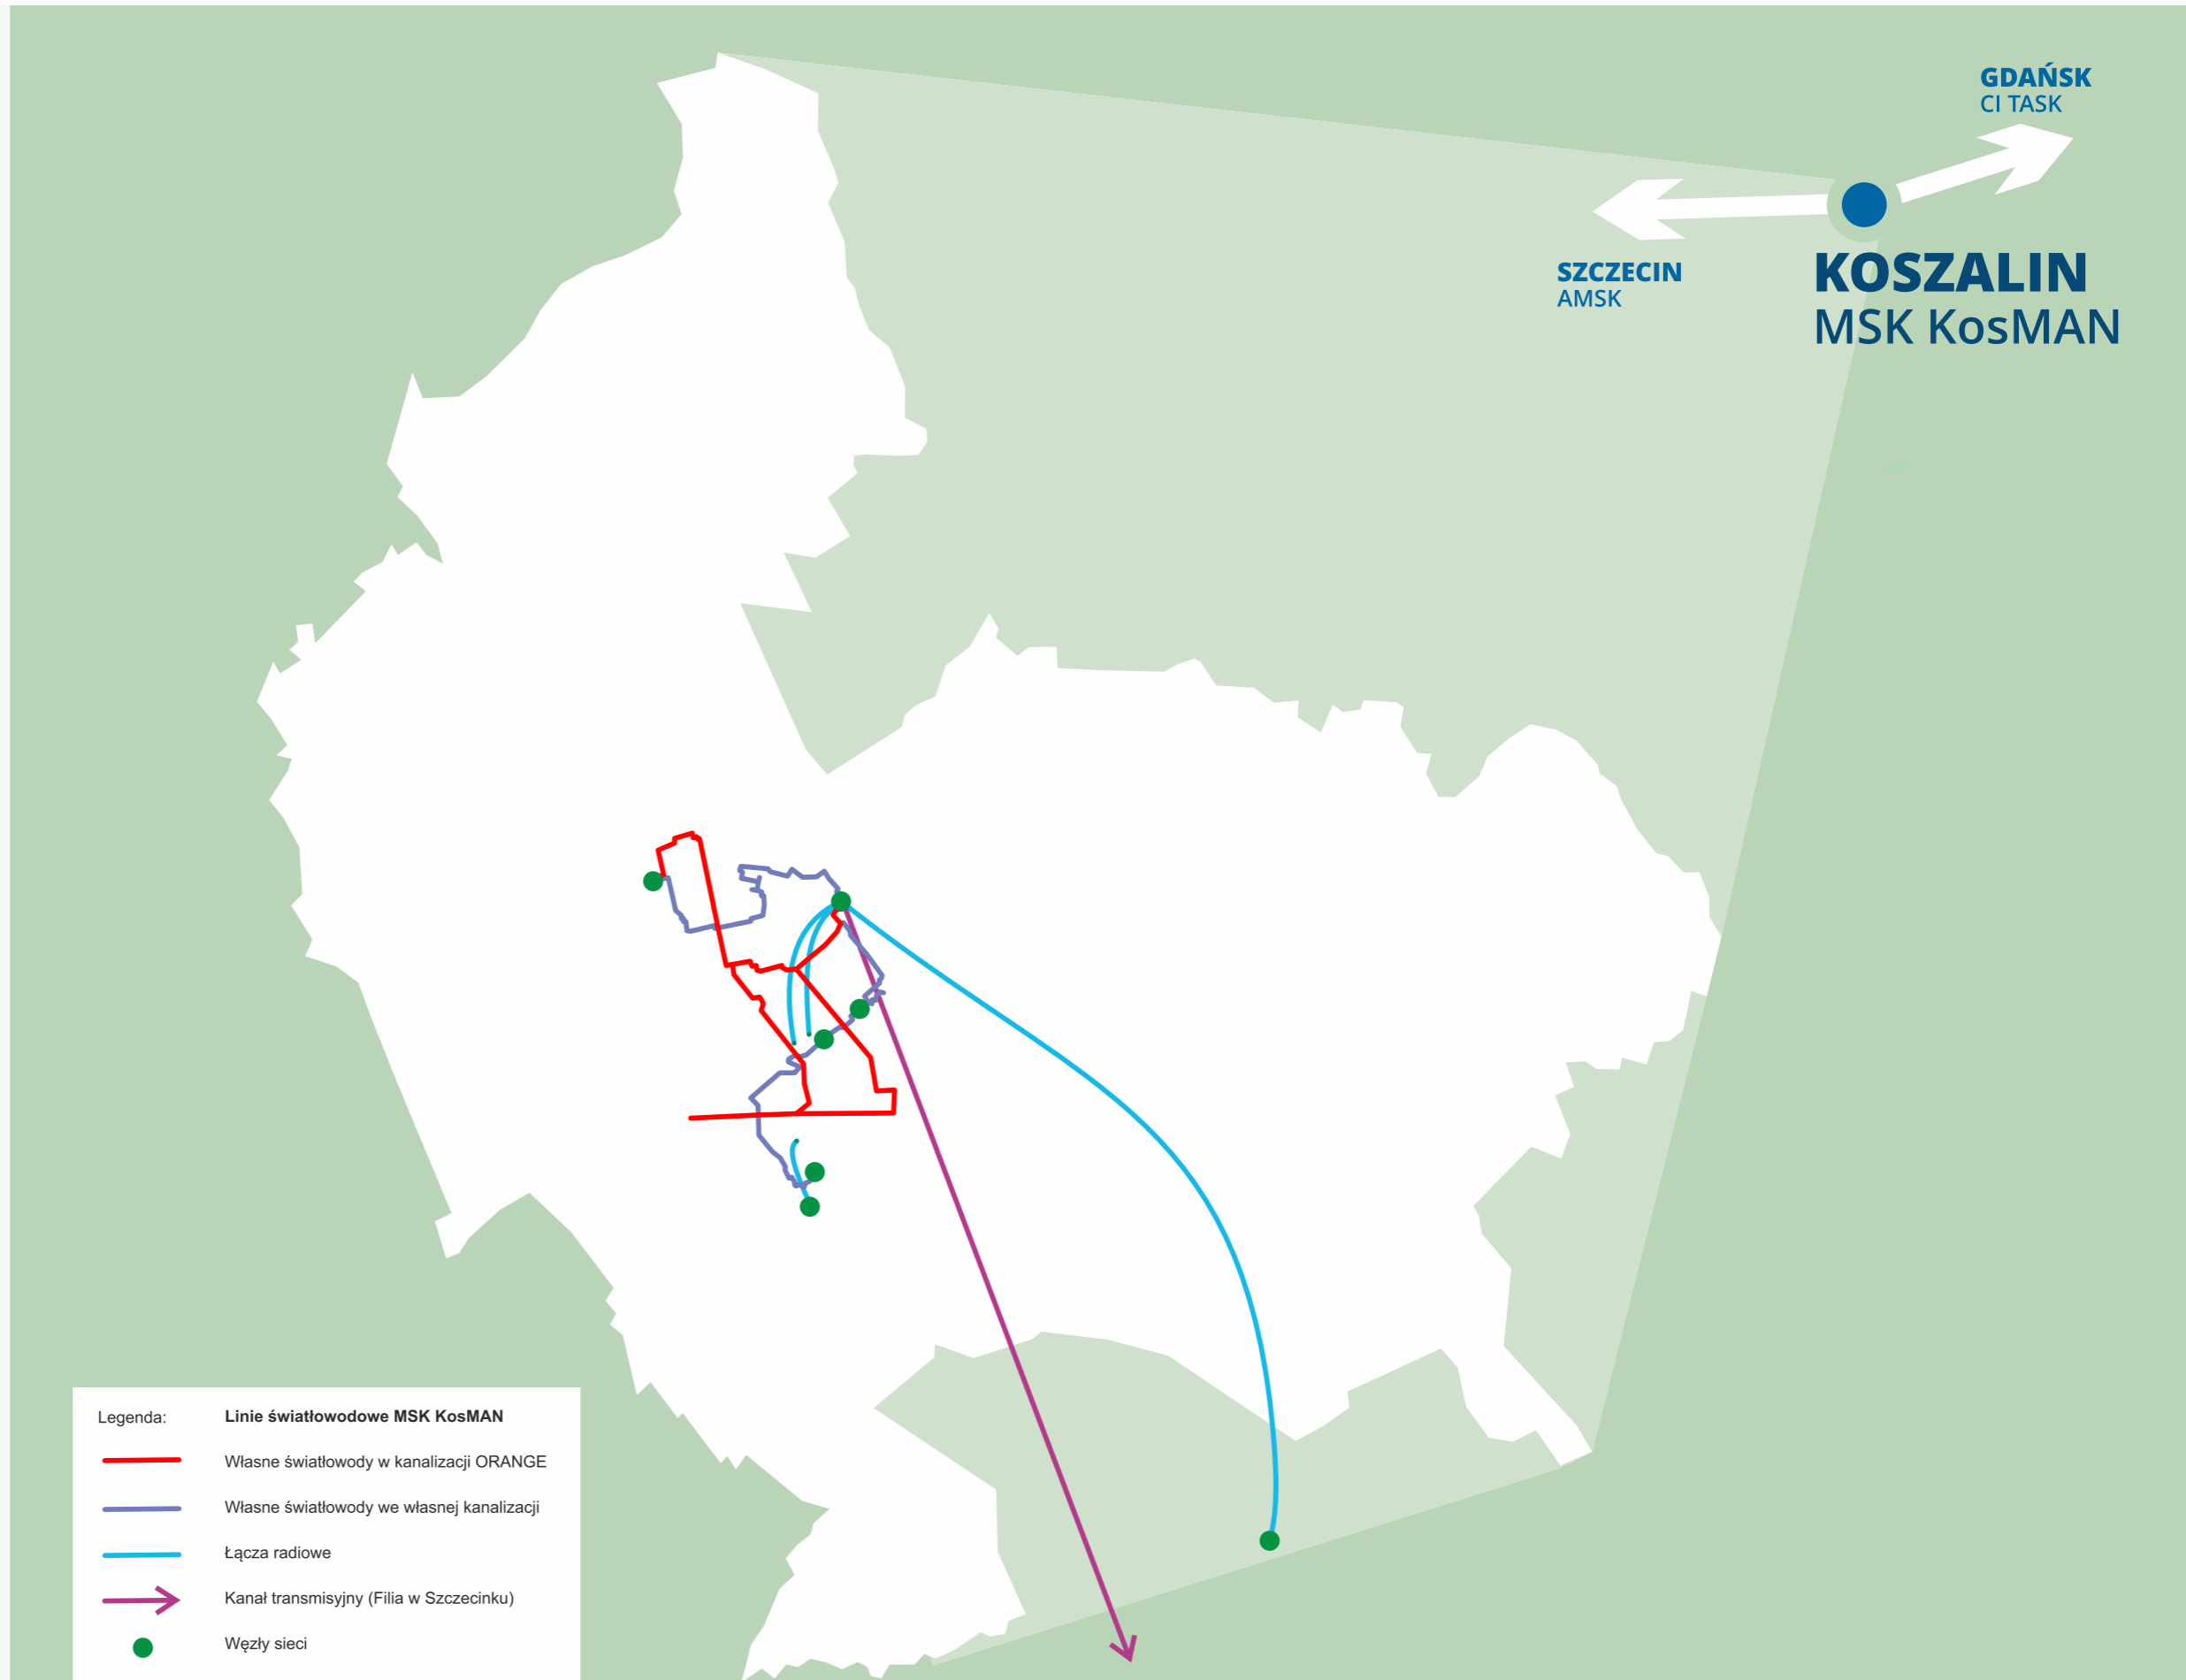 GDAŃSK
CI TASK
SZCZECIN
AMSK
KOSZALIN
MSK KosMAN
Legenda: Linie światłowodowe MSK KosMAN
Własne światłowody w kanalizacji ORANGE
Własne światłowody we własnej kanalizacji
Łącza radiowe
Kanał transmisyjny (Filia w Szczecinku)
Węzły sieci